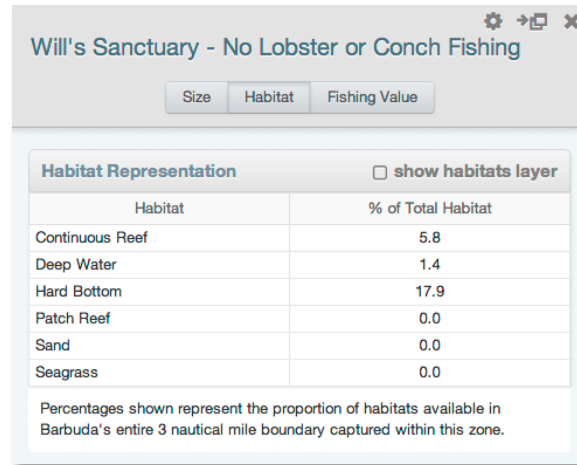 Will's Sanctuary - No Lobster or Conch Fishing
Size Habitat Fishing Value
Habitat Representation show habitats layer
Habitat % of Total Habitat
Continuous Reef 5.8
Deep Water 1.4
Hard Bottom 17.9
Patch Reef 0.0
Sand 0.0
Seagrass 0.0
Percentages shown represent the proportion of habitats available in
Barbuda's entire 3 nautical mile boundary captured within this zone.